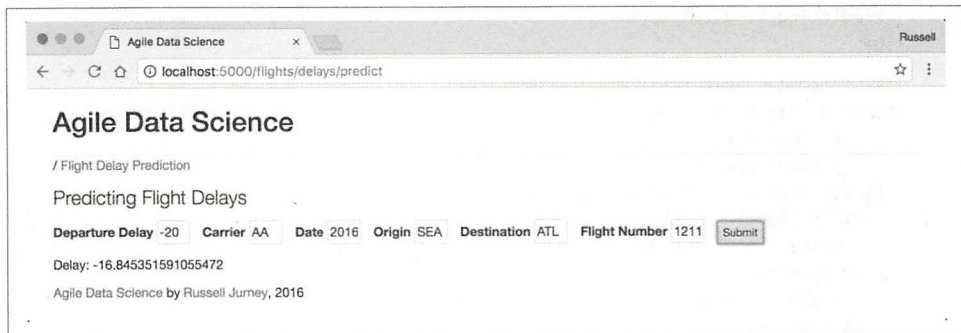 Agile Data Science
Russell
localhost:5000/flights/delays/predict
Agile Data Science
/ Flight Delay Prediction
Predicting Flight Delays
Departure Delay -20 Carrier AA Date 2016 Origin SEA Destination ATL Flight Number 1211 Submit
Delay: -16.845351591055472
Agile Data Science by Russell Jurney, 2016